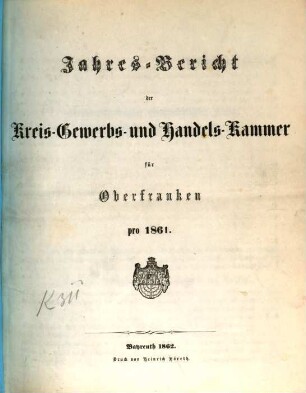 Jahres-Bericht
der
Kreis-Gewerbs- und Handels-Kammer
für
Oberfranken
pro 1861.
Bayreuth 1862.
Druck von Heinrich Höreth.